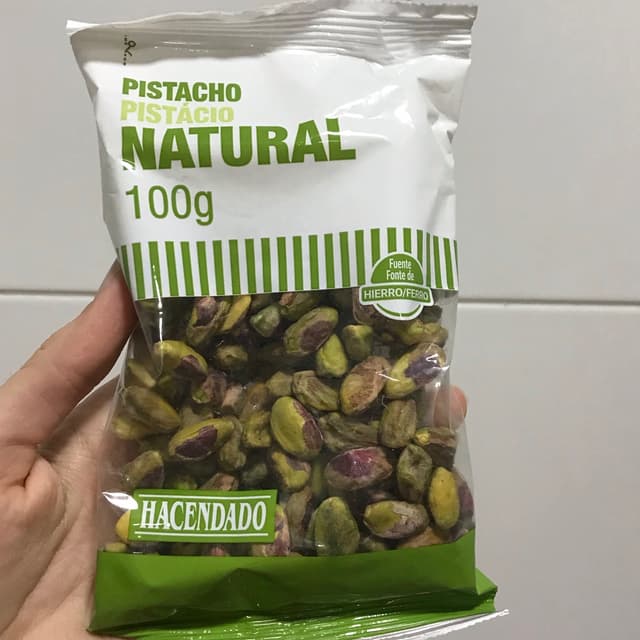 PISTACHO
PISTÁCIO
NATURAL
100g
Fuente
Fonte de
HIERRO/FERRO
HACENDADO